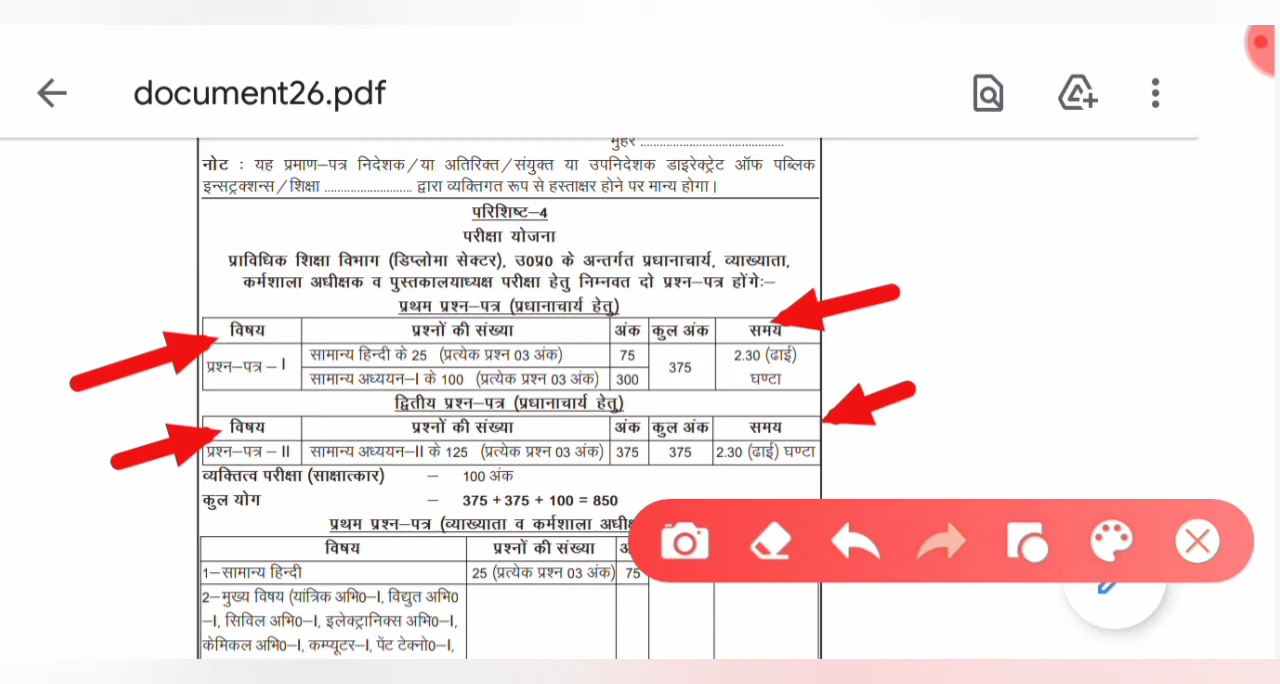 document26.pdf
मुहर ............................................
नोट : यह प्रमाण–पत्र निदेशक/या अतिरिक्त/संयुक्त या उपनिदेशक डाइरेक्ट्रेट ऑफ पब्लिक
इन्सट्रक्शन्स/शिक्षा .......................... द्वारा व्यक्तिगत रूप से हस्ताक्षर होने पर मान्य होगा।
परिशिष्ट–4
परीक्षा योजना
प्राविधिक शिक्षा विभाग (डिप्लोमा सेक्टर), उ0प्र0 के अन्तर्गत प्रधानाचार्य, व्याख्याता,
कर्मशाला अधीक्षक व पुस्तकालयाध्यक्ष परीक्षा हेतु निम्नवत दो प्रश्न–पत्र होंगेः–
प्रथम प्रश्न–पत्र (प्रधानाचार्य हेतु)
विषय प्रश्नों की संख्या अंक कुल अंक समय
प्रश्न–पत्र – I सामान्य हिन्दी के 25 (प्रत्येक प्रश्न 03 अंक) 75 375 2.30 (ढाई)
सामान्य अध्ययन–I के 100 (प्रत्येक प्रश्न 03 अंक) 300 घण्टा
द्वितीय प्रश्न–पत्र (प्रधानाचार्य हेतु)
विषय प्रश्नों की संख्या अंक कुल अंक समय
प्रश्न–पत्र – II सामान्य अध्ययन–II के 125 (प्रत्येक प्रश्न 03 अंक) 375 375 2.30 (ढाई) घण्टा
व्यक्तित्व परीक्षा (साक्षात्कार) – 100 अंक
कुल योग – 375 + 375 + 100 = 850
प्रथम प्रश्न–पत्र (व्याख्याता व कर्मशाला
विषय प्रश्नों की संख्या
1–सामान्य हिन्दी 25 (प्रत्येक प्रश्न 03 अंक) 75
2–मुख्य विषय (यांत्रिक अभि0–I, विद्युत अभि0
–I, सिविल अभि0–I, इलेक्ट्रानिक्स अभि0–I,
केमिकल अभि0–I, कम्प्यूटर–I, पेंट टेक्नो0–I,